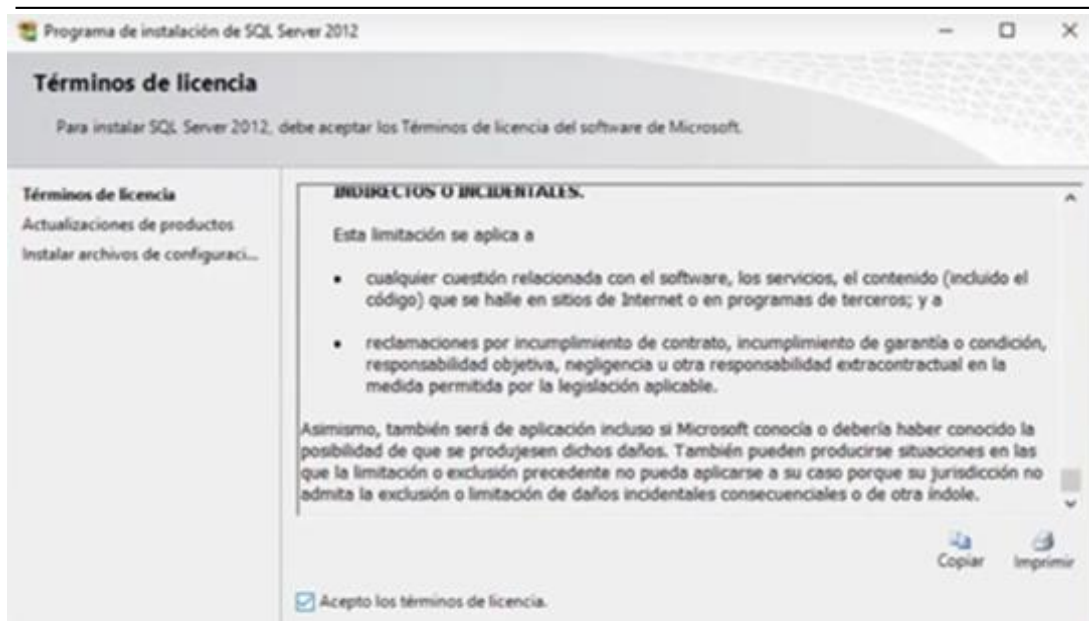 Programa de instalación de SQL Server 2012
Términos de licencia
Para instalar SQL Server 2012, debe aceptar los Términos de licencia del software de Microsoft.
Términos de licencia
Actualizaciones de productos
Instalar archivos de configuraci...
INDIRECTOS O INCIDENTALES.
Esta limitación se aplica a
• cualquier cuestión relacionada con el software, los servicios, el contenido (incluido el
código) que se halle en sitios de Internet o en programas de terceros; y a
• reclamaciones por incumplimiento de contrato, incumplimiento de garantía o condición,
responsabilidad objetiva, negligencia u otra responsabilidad extracontractual en la
medida permitida por la legislación aplicable.
Asimismo, también será de aplicación incluso si Microsoft conocía o debería haber conocido la
posibilidad de que se produjesen dichos daños. También pueden producirse situaciones en las
que la limitación o exclusión precedente no pueda aplicarse a su caso porque su jurisdicción no
admita la exclusión o limitación de daños incidentales consecuenciales o de otra índole.
Copiar Imprimir
Acepto los términos de licencia.